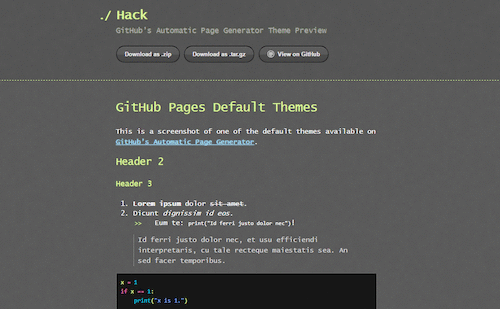 ./ Hack
GitHub's Automatic Page Generator Theme Preview
Download as .zip Download as .tar.gz View on GitHub
GitHub Pages Default Themes
This is a screenshot of one of the default themes available on
GitHub's Automatic Page Generator.
Header 2
Header 3
1. Lorem ipsum dolor sit amet.
2. Dicunt dignissim id eos.
>> Eum te: print("Id ferri justo dolor nec")!
Id ferri justo dolor nec, et usu efficiendi
interpretaris, cu tale recteque maiestatis sea. An
sed facer temporibus.
x = 1
if x == 1:
print("x is 1.")